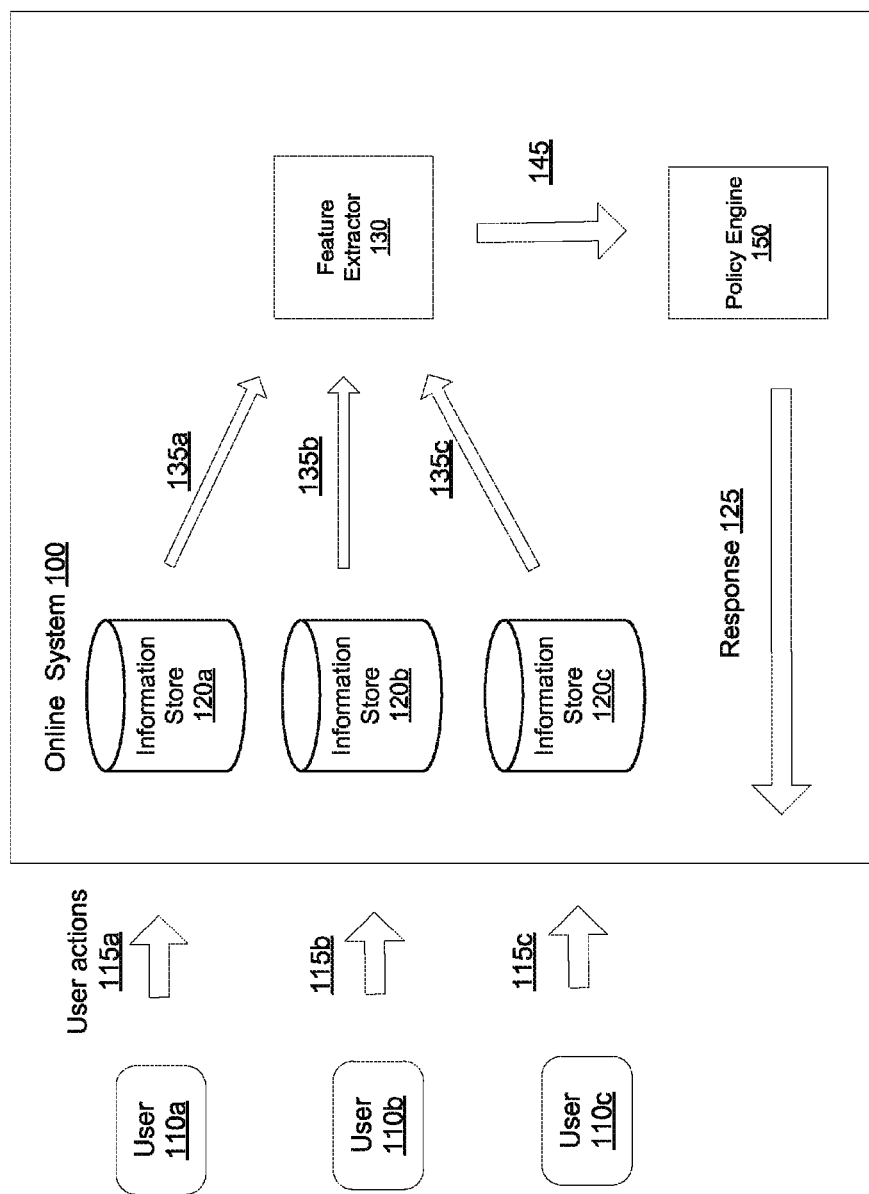 User actions
115a
115b
115c
User
110a
User
110b
User
110c
Online System 100
Information
Store
120a
Information
Store
120b
Information
Store
120c
135a
135b
135c
Feature
Extractor
130
145
Policy Engine
150
Response 125